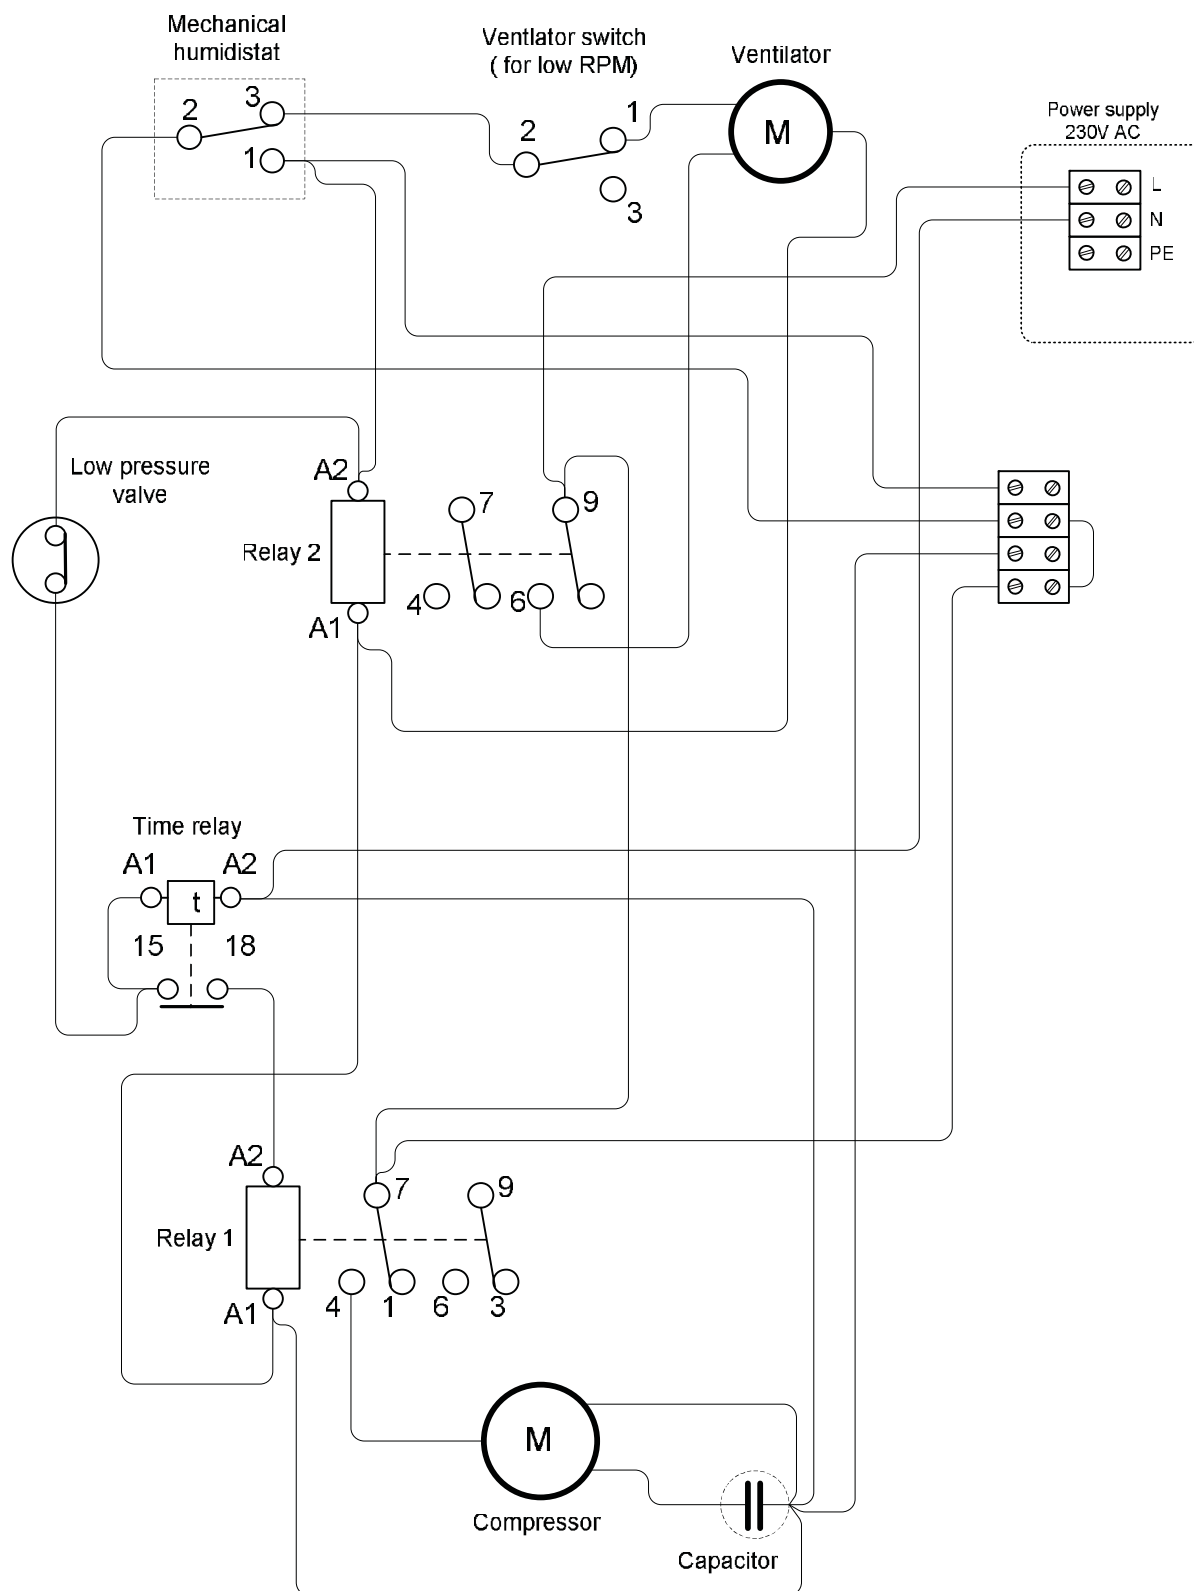 Mechanical
humidistat
Ventlator switch
( for low RPM)
Ventilator
Power supply
230V AC
3
2
1
2
1
3
M
L
N
PE
Low pressure
valve
A2
7
9
Relay 2
4
6
A1
Time relay
A1
A2
t
15
18
A2
7
9
Relay 1
A1
4
1
6
3
M
Compressor
Capacitor